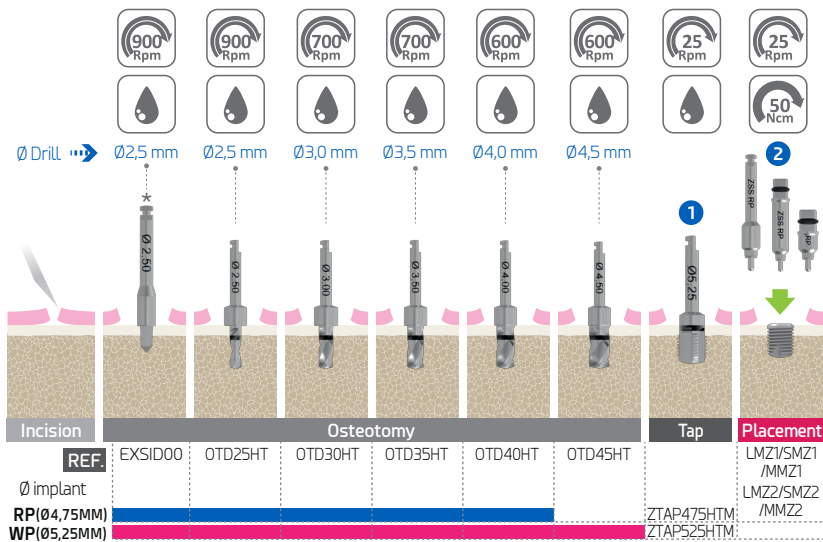 900 Rpm
900 Rpm
700 Rpm
700 Rpm
600 Rpm
600 Rpm
25 Rpm
25 Rpm
50 Ncm
Ø Drill
Ø2,5 mm
Ø2,5 mm
Ø3,0 mm
Ø3,5 mm
Ø4,0 mm
Ø4,5 mm
1
2
*
Ø 2.50
Ø 2.50
Ø 3.00
Ø 3.50
Ø 4.00
Ø 4.50
Ø5.25
ZSS RP
ZSS RP
RP
Incision
Osteotomy
Tap
Placement
REF.
EXSID00
OTD25HT
OTD30HT
OTD35HT
OTD40HT
OTD45HT
LMZ1/SMZ1
/MMZ1
LMZ2/SMZ2
/MMZ2
Ø implant
RP(Ø4,75MM)
ZTAP475HTM
WP(Ø5,25MM)
ZTAP525HTM